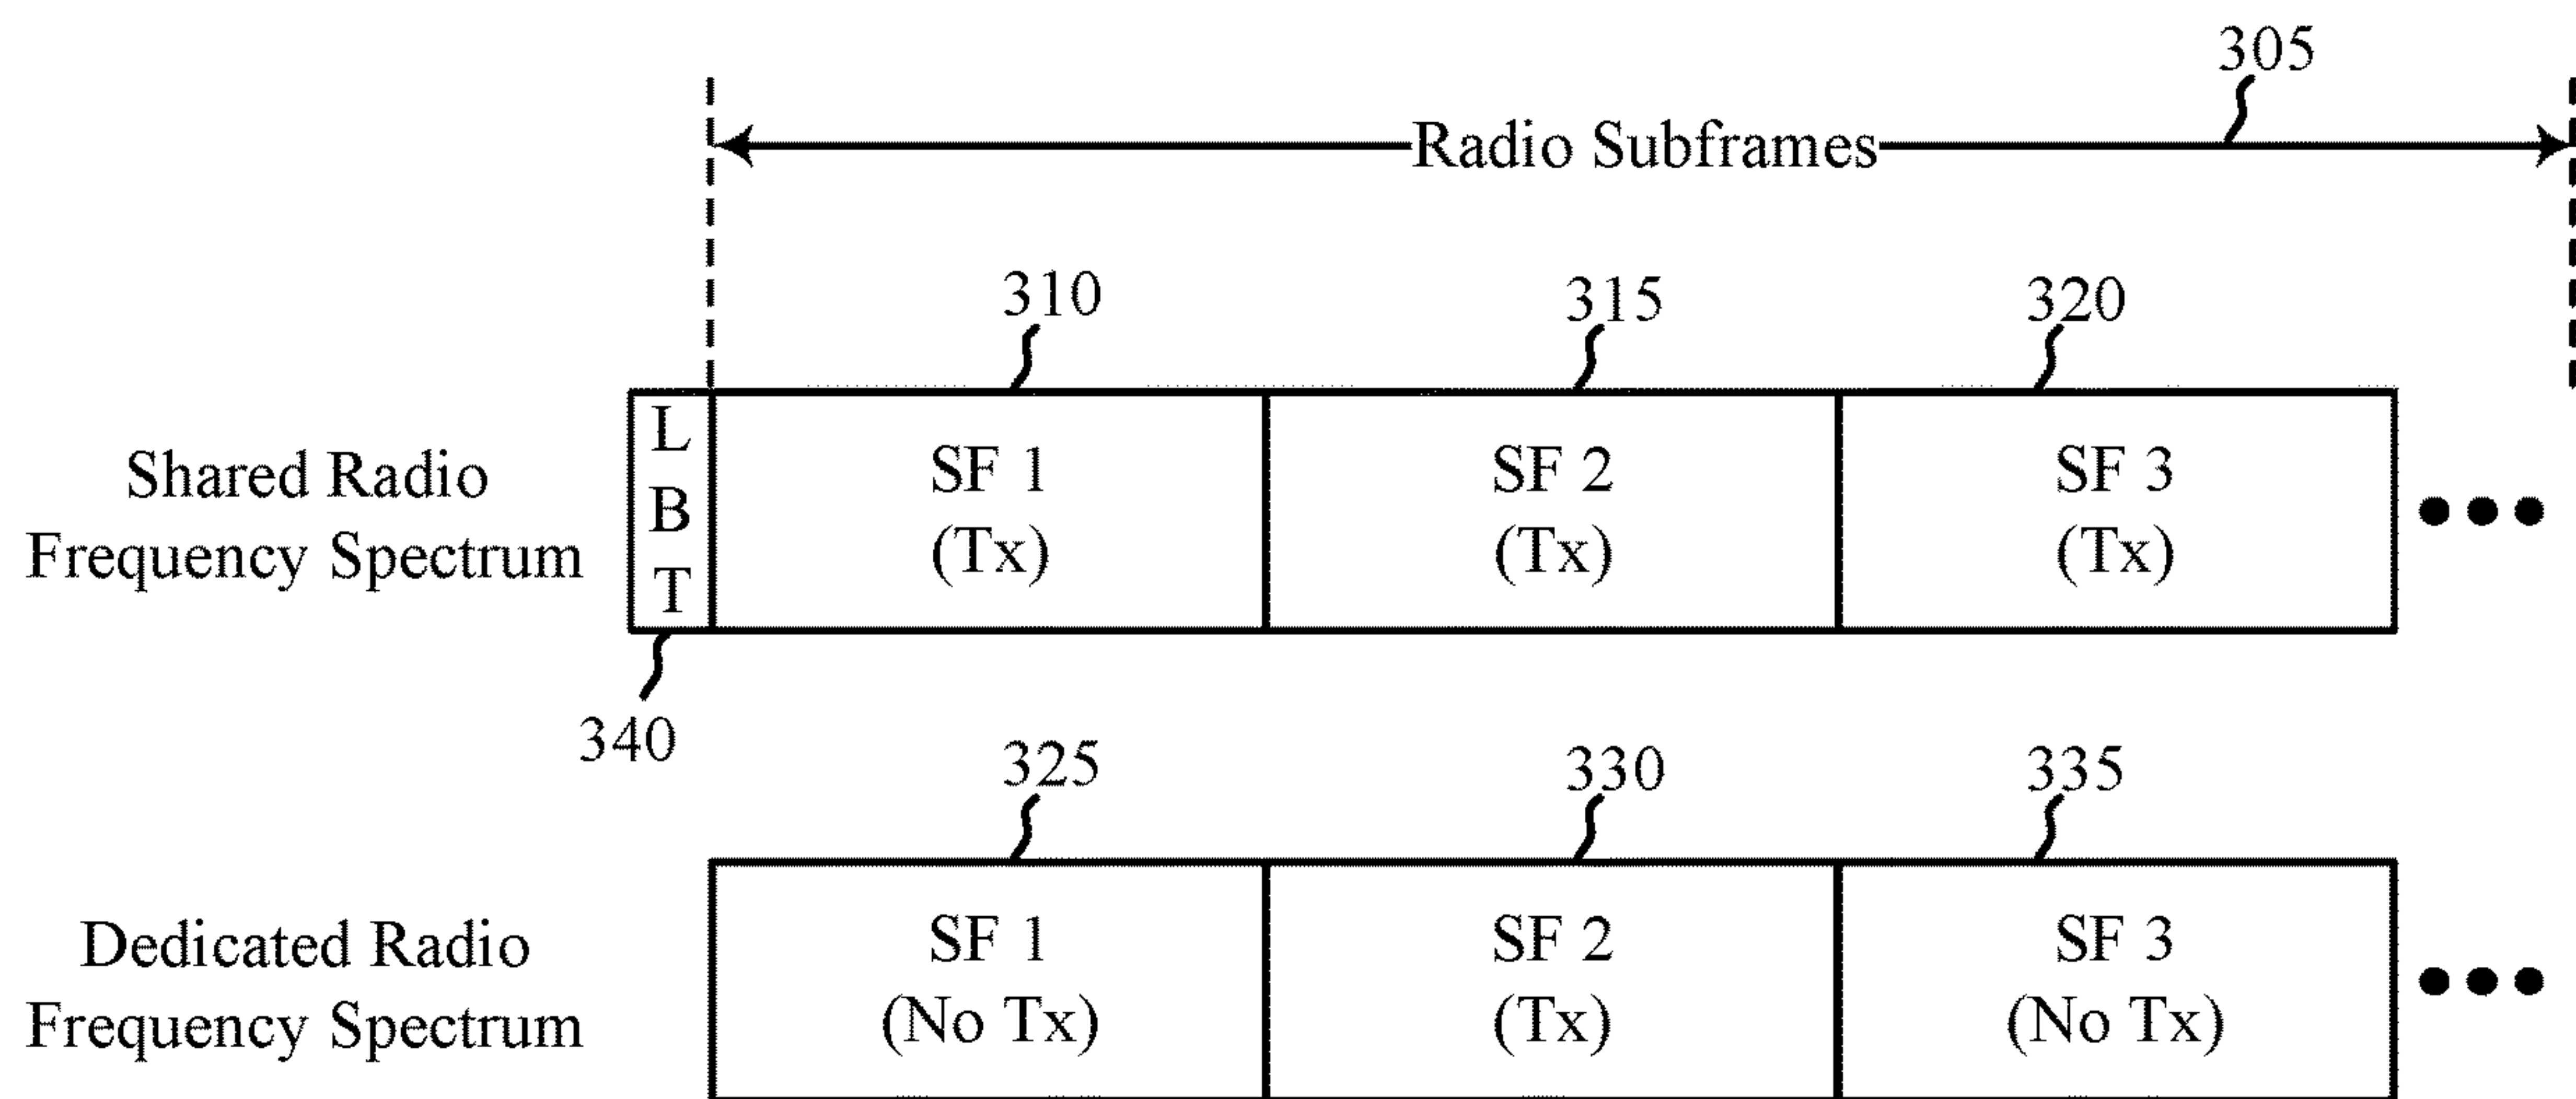 305
Radio Subframes
310
315
320
Shared Radio
Frequency Spectrum
L
B
T
SF 1
(Tx)
SF 2
(Tx)
SF 3
(Tx)
340
325
330
335
Dedicated Radio
Frequency Spectrum
SF 1
(No Tx)
SF 2
(Tx)
SF 3
(No Tx)